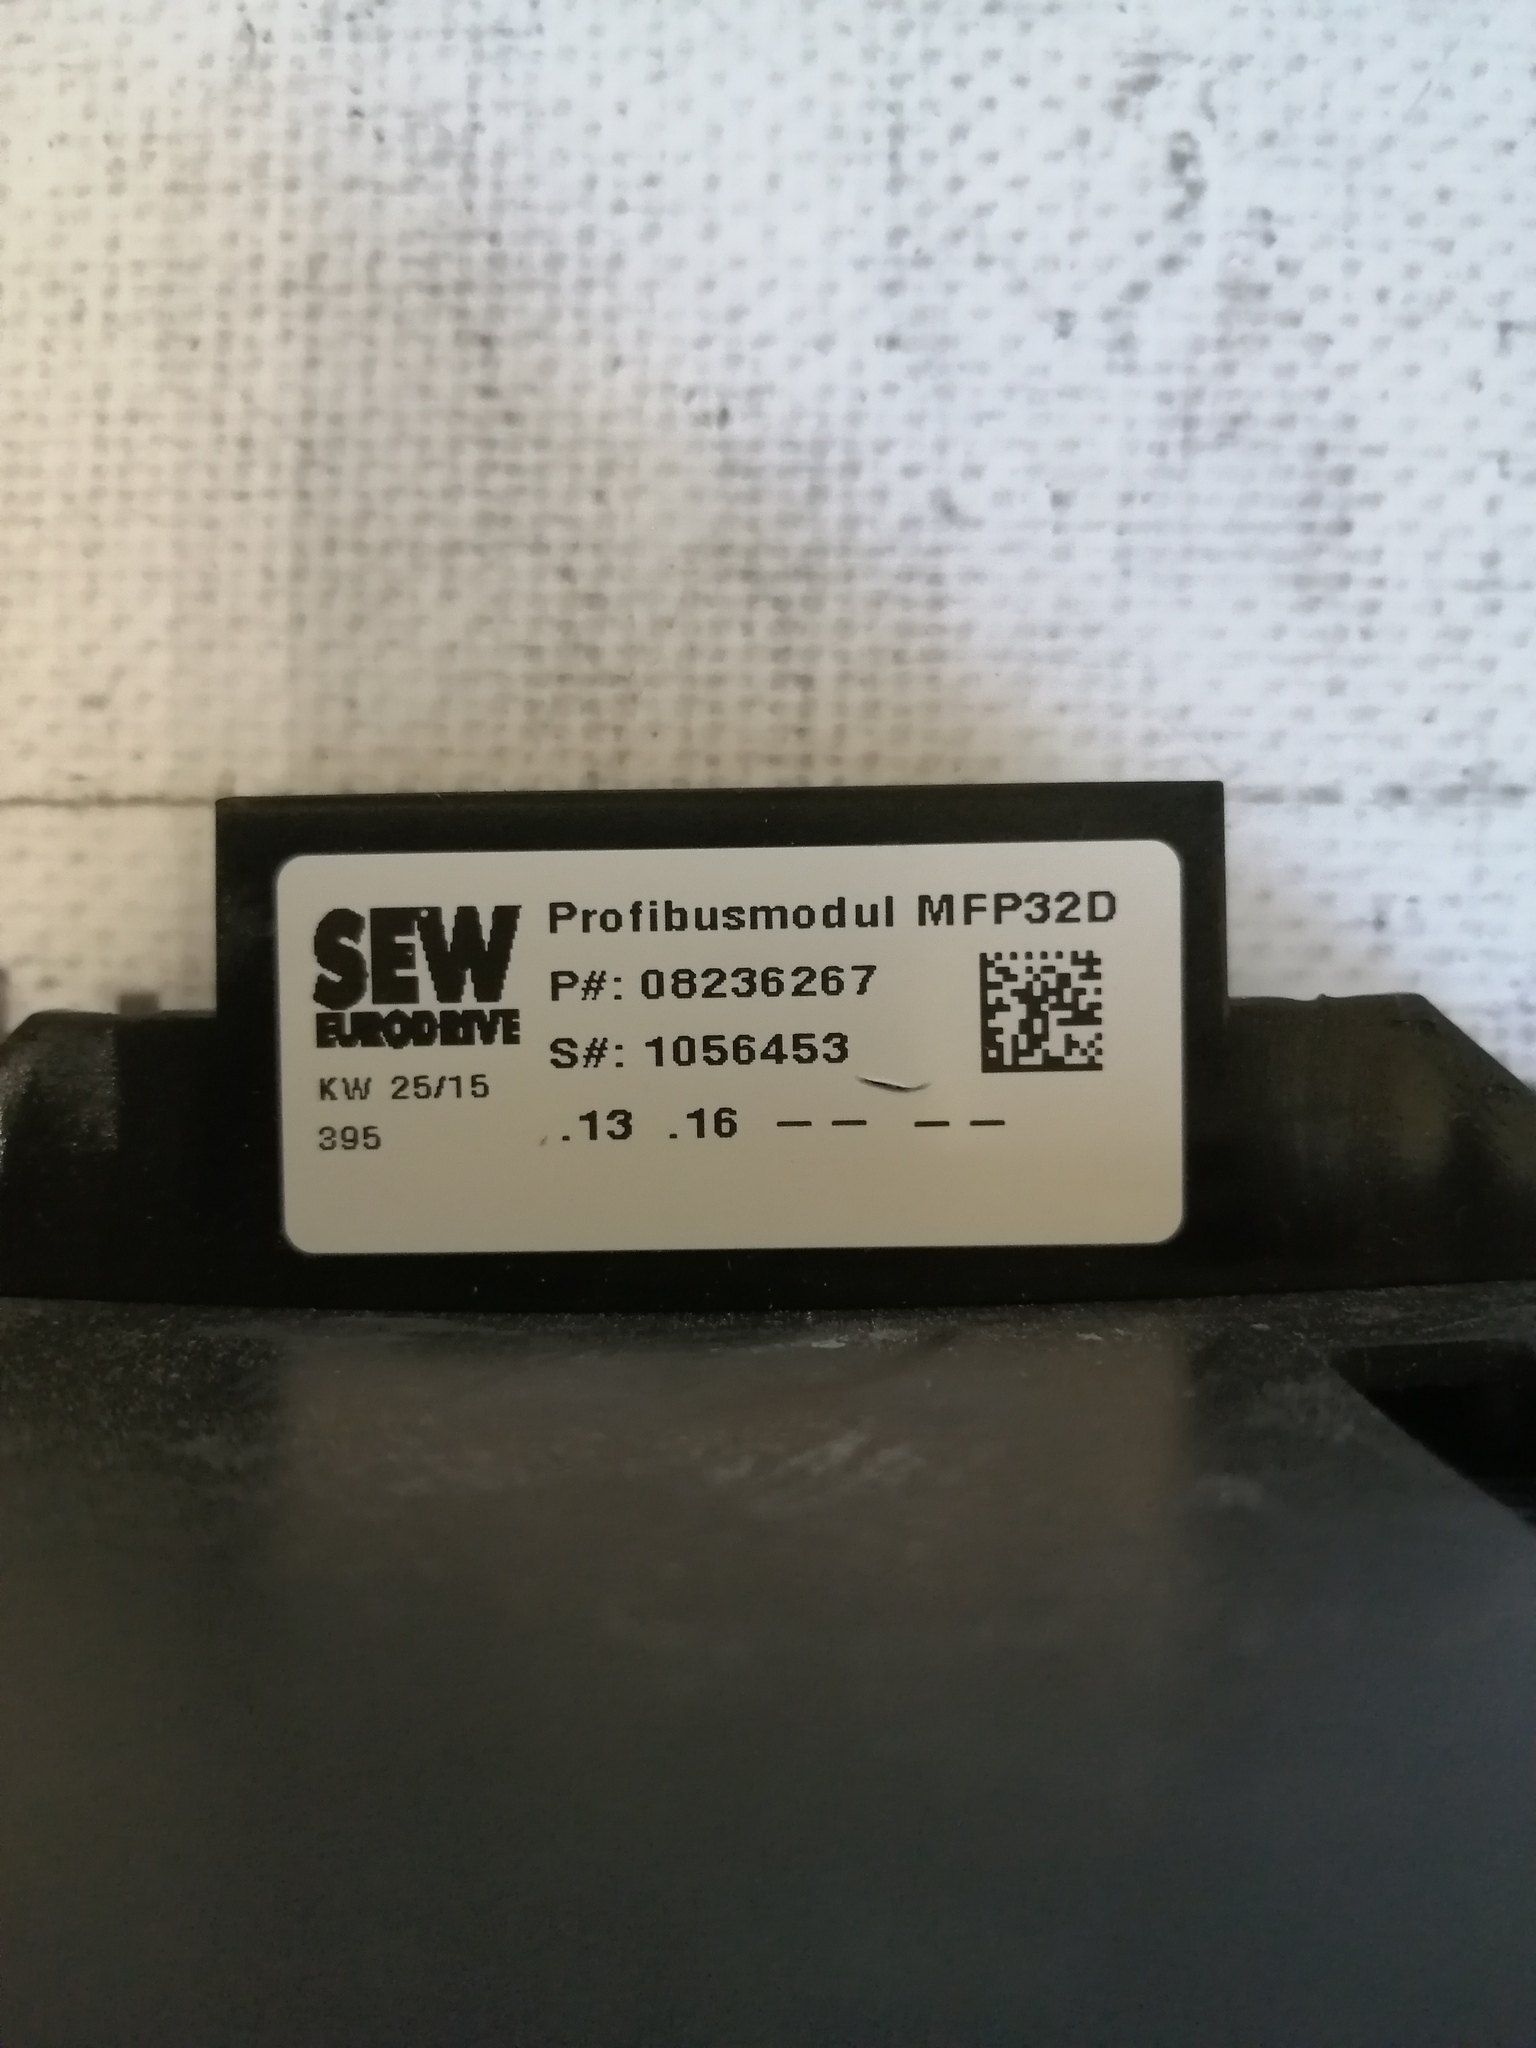 SEW
EURODRIVE
KW 25/15
395
Profibusmodul MFP32D
P#: 08236267
S#: 1056453
.13 .16 – – – –